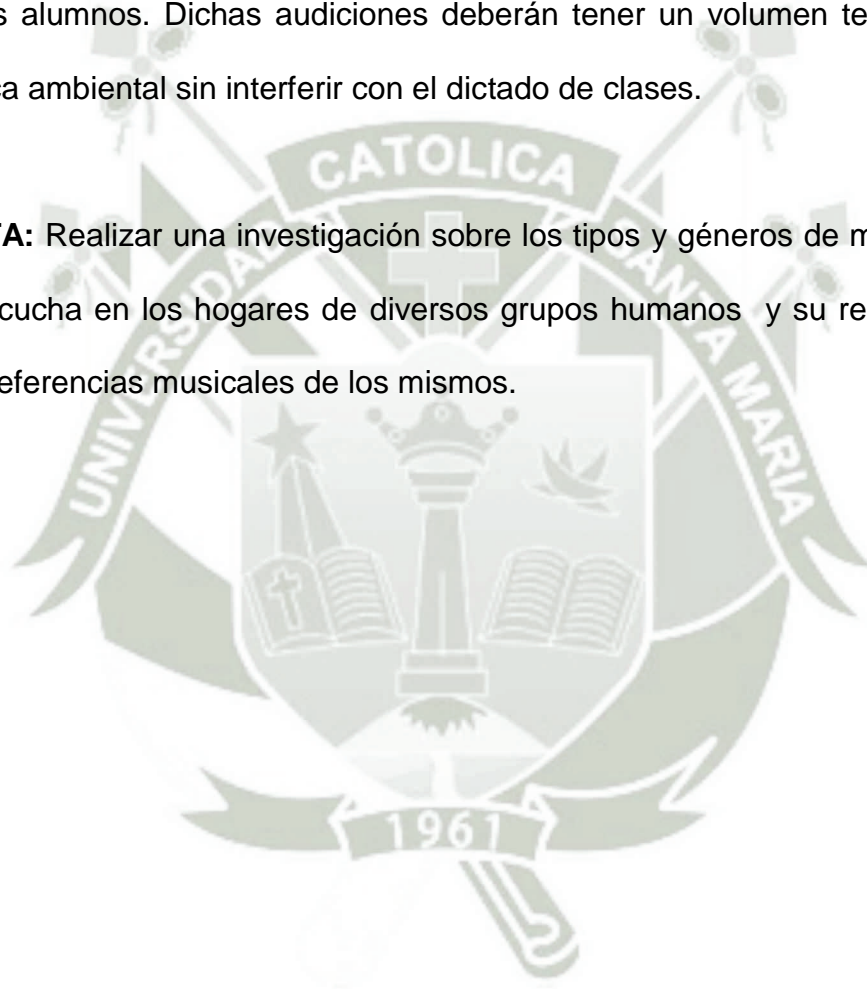 s alumnos. Dichas audiciones deberán tener un volumen te
ca ambiental sin interferir con el dictado de clases.
TA: Realizar una investigación sobre los tipos y géneros de m
cucha en los hogares de diversos grupos humanos y su re
eferencias musicales de los mismos.
UNIVERSIDAD CATOLICA SANTA MARIA
1961